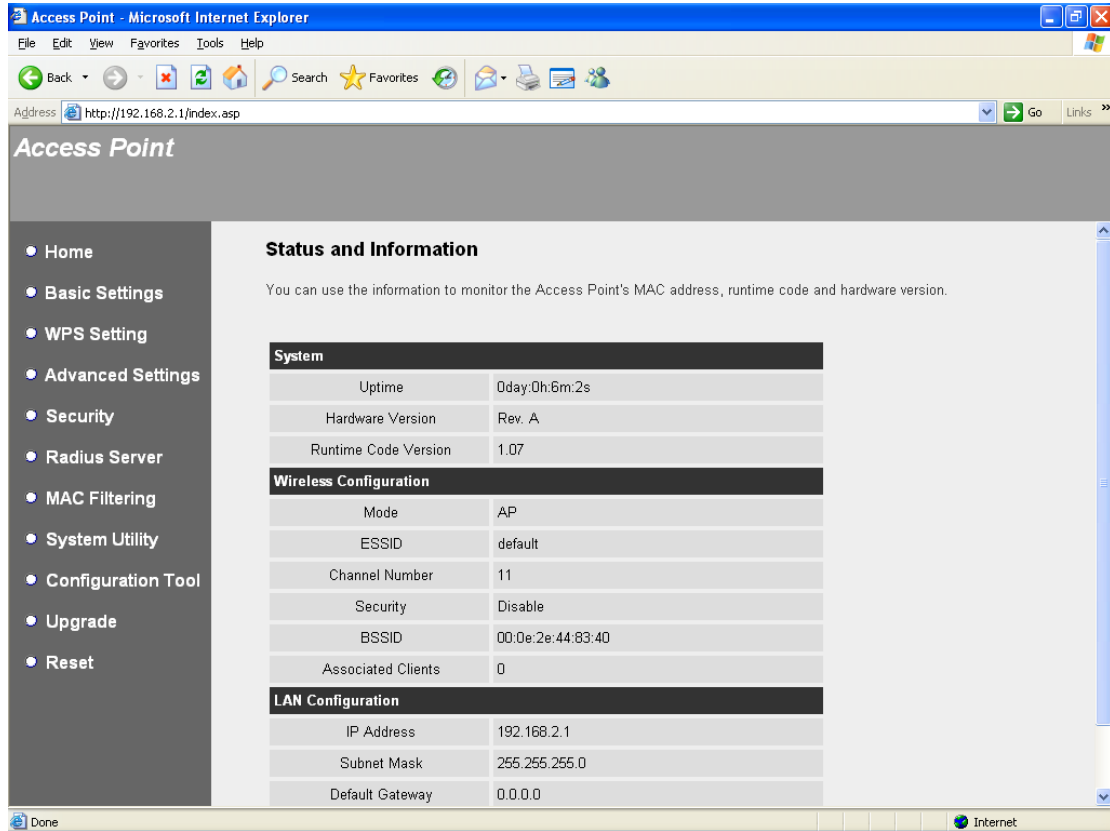 Access Point - Microsoft Internet Explorer
File Edit View Favorites Tools Help
Back Search Favorites
Address http://192.168.2.1/index.asp Go Links »
Access Point
Home
Basic Settings
WPS Setting
Advanced Settings
Security
Radius Server
MAC Filtering
System Utility
Configuration Tool
Upgrade
Reset
Status and Information
You can use the information to monitor the Access Point's MAC address, runtime code and hardware version.
System
Uptime 0day:0h:6m:2s
Hardware Version Rev. A
Runtime Code Version 1.07
Wireless Configuration
Mode AP
ESSID default
Channel Number 11
Security Disable
BSSID 00:0e:2e:44:83:40
Associated Clients 0
LAN Configuration
IP Address 192.168.2.1
Subnet Mask 255.255.255.0
Default Gateway 0.0.0.0
Done Internet